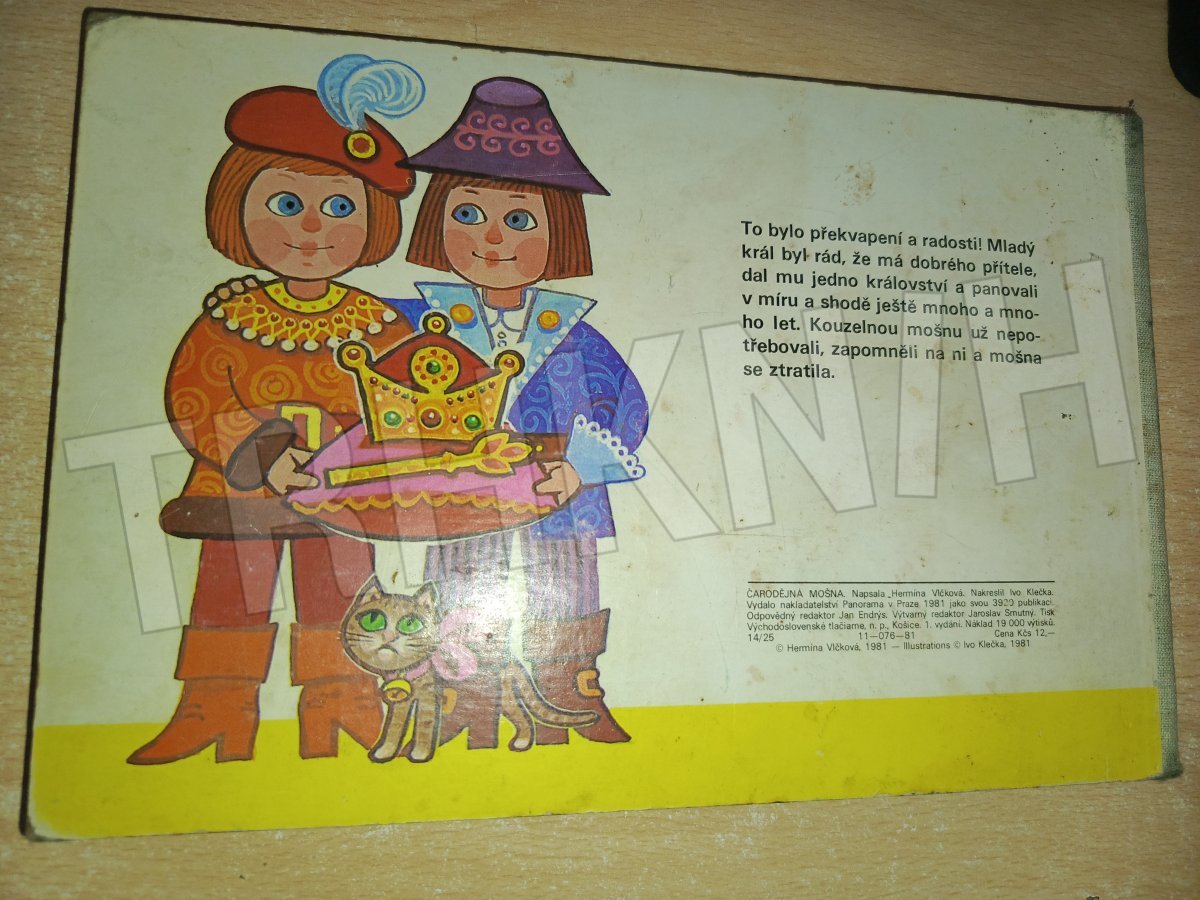 To bylo překvapení a radosti! Mladý
král byl rád, že má dobrého přítele,
dal mu jedno království a panovali
v míru a shodě ještě mnoho a mno-
ho let. Kouzelnou mošnu už nepo-
třebovali, zapomněli na ni a mošna
se ztratila.
ČARODĚJNÁ MOŠNA. Napsala Hermína Vlčková. Nakreslil Ivo Klečka.
Vydalo nakladatelství Panorama v Praze 1981 jako svou 3920 publikaci.
Odpovědný redaktor Jan Endrýs. Výtvarný redaktor Jaroslav Smutný. Tisk
Východoslovenské tlačiarne, n. p., Košice. 1. vydání. Náklad 19 000 výtisků.
14/25 11—076—81 Cena Kčs 12,—
© Hermína Vlčková, 1981 — Illustrations © Ivo Klečka, 1981